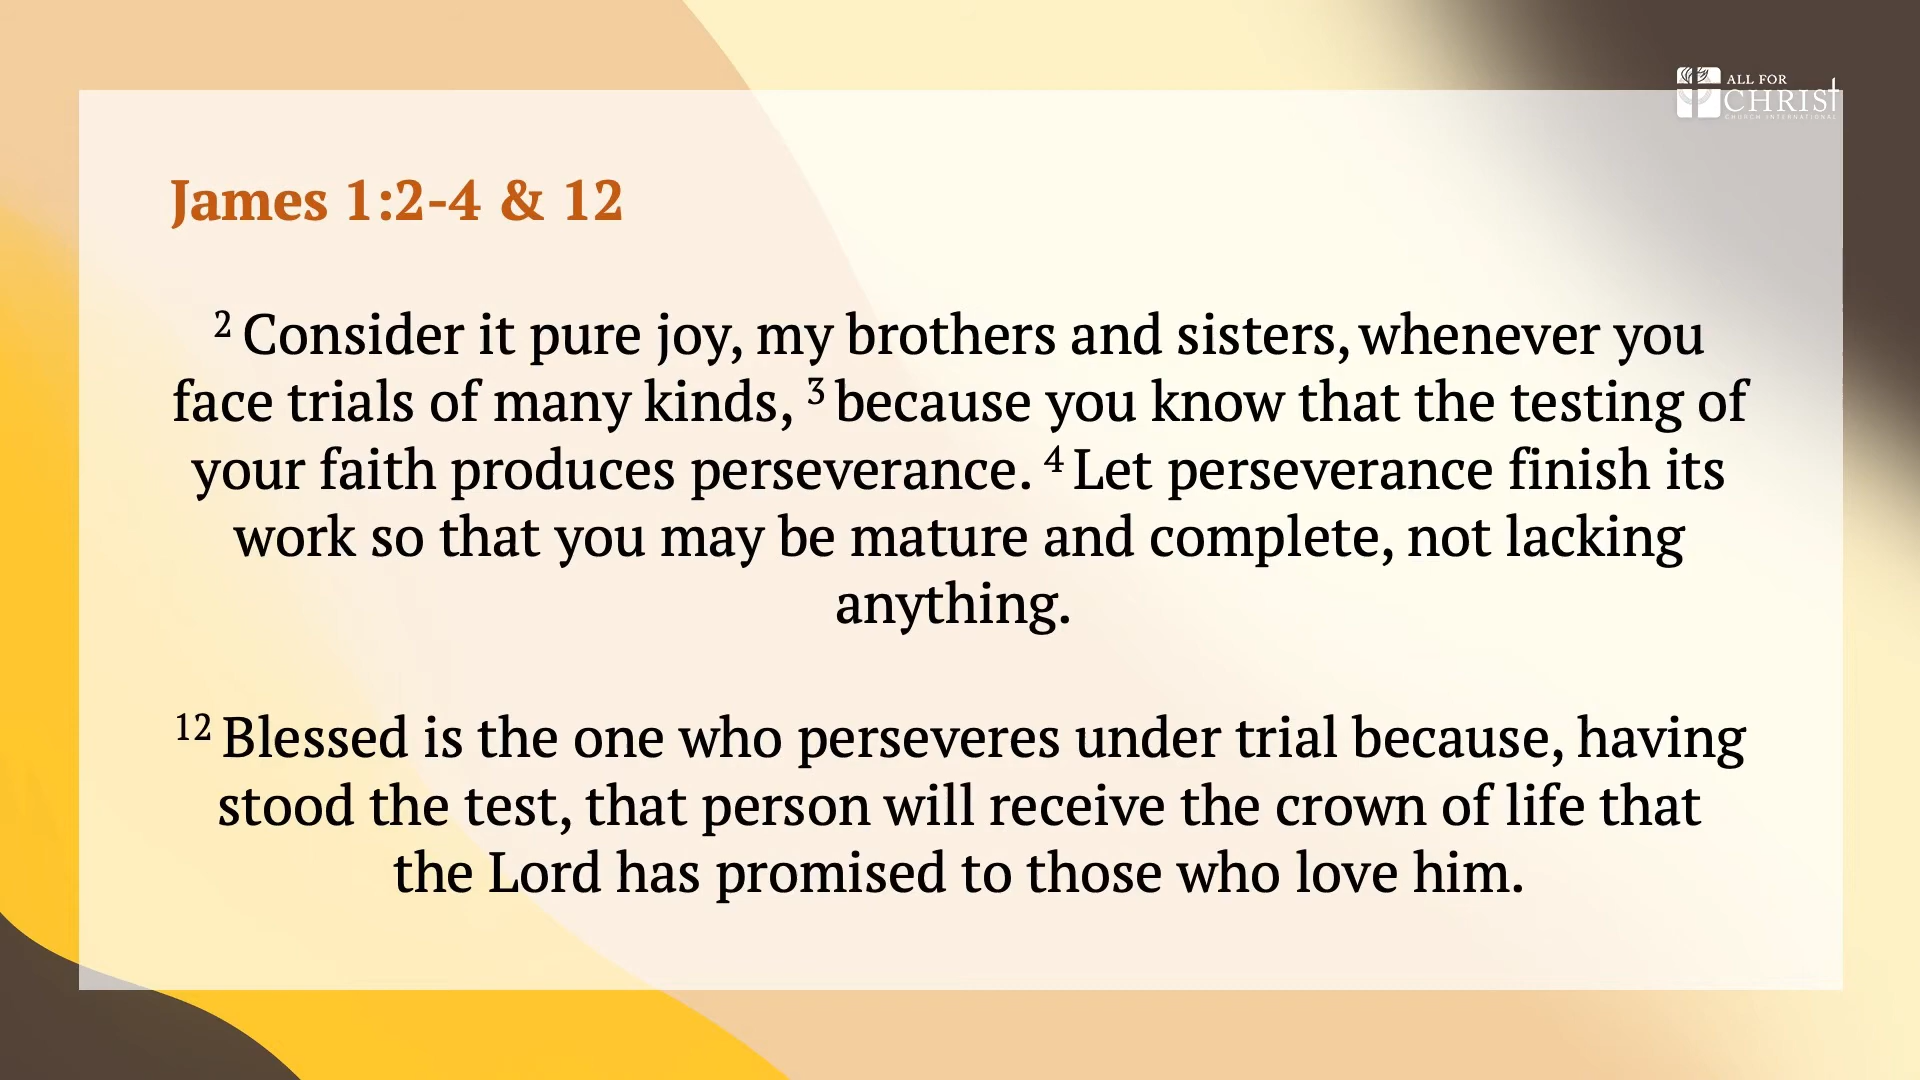 ALL FOR
CHRIST
CHURCH INTERNATIONAL
James 1:2-4 & 12
2 Consider it pure joy, my brothers and sisters, whenever you
face trials of many kinds, 3 because you know that the testing of
your faith produces perseverance. 4 Let perseverance finish its
work so that you may be mature and complete, not lacking
anything.
12 Blessed is the one who perseveres under trial because, having
stood the test, that person will receive the crown of life that
the Lord has promised to those who love him.